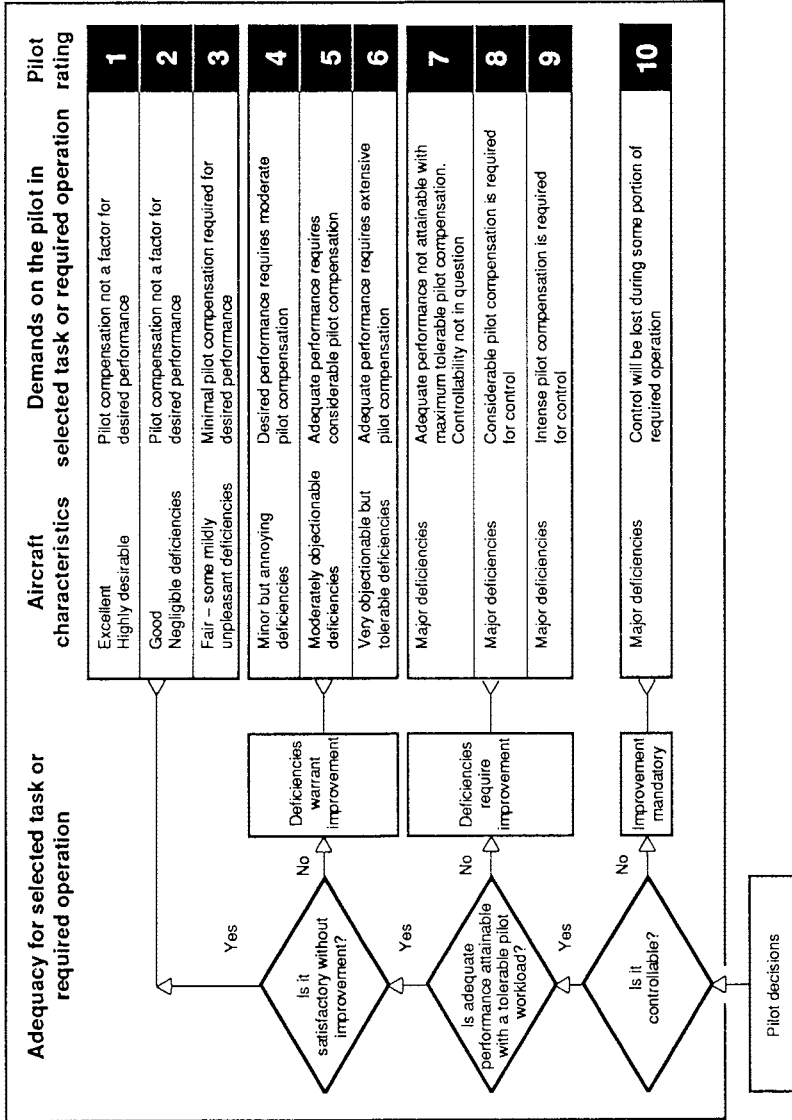 Adequacy for selected task or
required operation
Aircraft
characteristics
Demands on the pilot in
selected task or required operation
Pilot
rating
Excellent
Highly desirable
Pilot compensation not a factor for
desired performance
1
Good
Negligible deficiencies
Pilot compensation not a factor for
desired performance
2
Fair – some mildly
unpleasant deficiencies
Minimal pilot compensation required for
desired performance
3
Yes
Is it
satisfactory without
improvement?
No
Deficiencies
warrant
improvement
Minor but annoying
deficiencies
Desired performance requires moderate
pilot compensation
4
Moderately objectionable
deficiencies
Adequate performance requires
considerable pilot compensation
5
Very objectionable but
tolerable deficiencies
Adequate performance requires extensive
pilot compensation
6
Yes
Is adequate
performance attainable
with a tolerable pilot
workload?
No
Deficiencies
require
improvement
Major deficiencies
Adequate performance not attainable with
maximum tolerable pilot compensation.
Controllability not in question
7
Major deficiencies
Considerable pilot compensation is required
for control
8
Major deficiencies
Intense pilot compensation is required
for control
9
Yes
Is it
controllable?
No
Improvement
mandatory
Major deficiencies
Control will be lost during some portion of
required operation
10
Pilot decisions